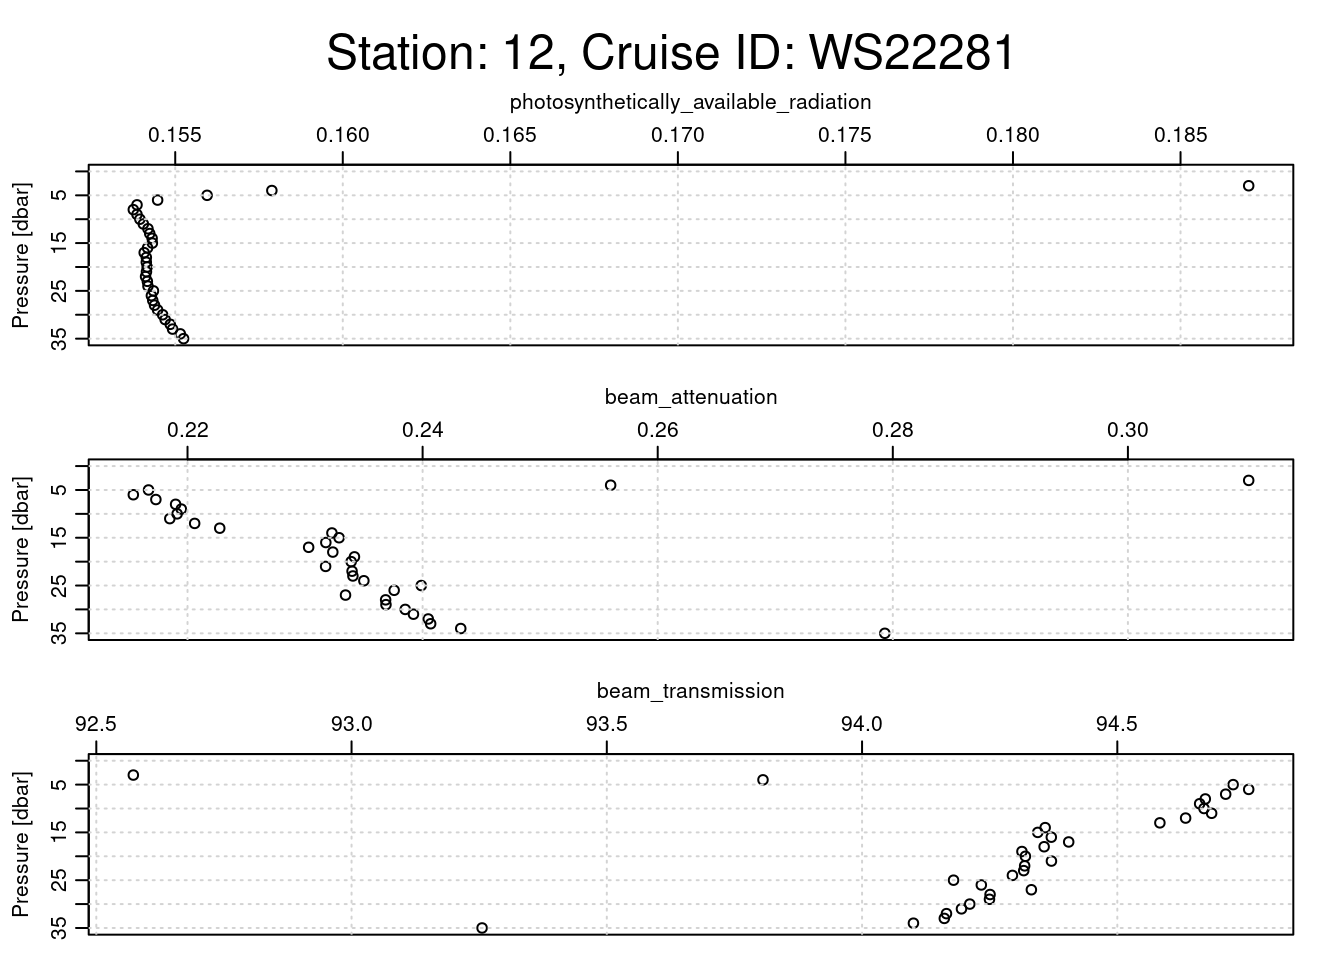 Station: 12, Cruise ID: WS22281
photosynthetically_available_radiation
0.155 0.160 0.165 0.170 0.175 0.180 0.185
Pressure [dbar]
5
15
25
35
beam_attenuation
0.22 0.24 0.26 0.28 0.30
Pressure [dbar]
5
15
25
35
beam_transmission
92.5 93.0 93.5 94.0 94.5
Pressure [dbar]
5
15
25
35